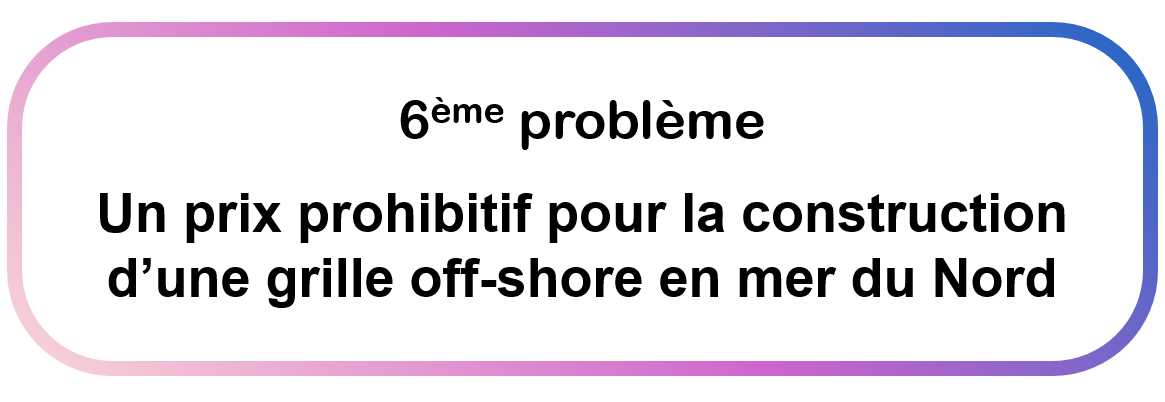 6ème problème
Un prix prohibitif pour la construction
d’une grille off-shore en mer du Nord